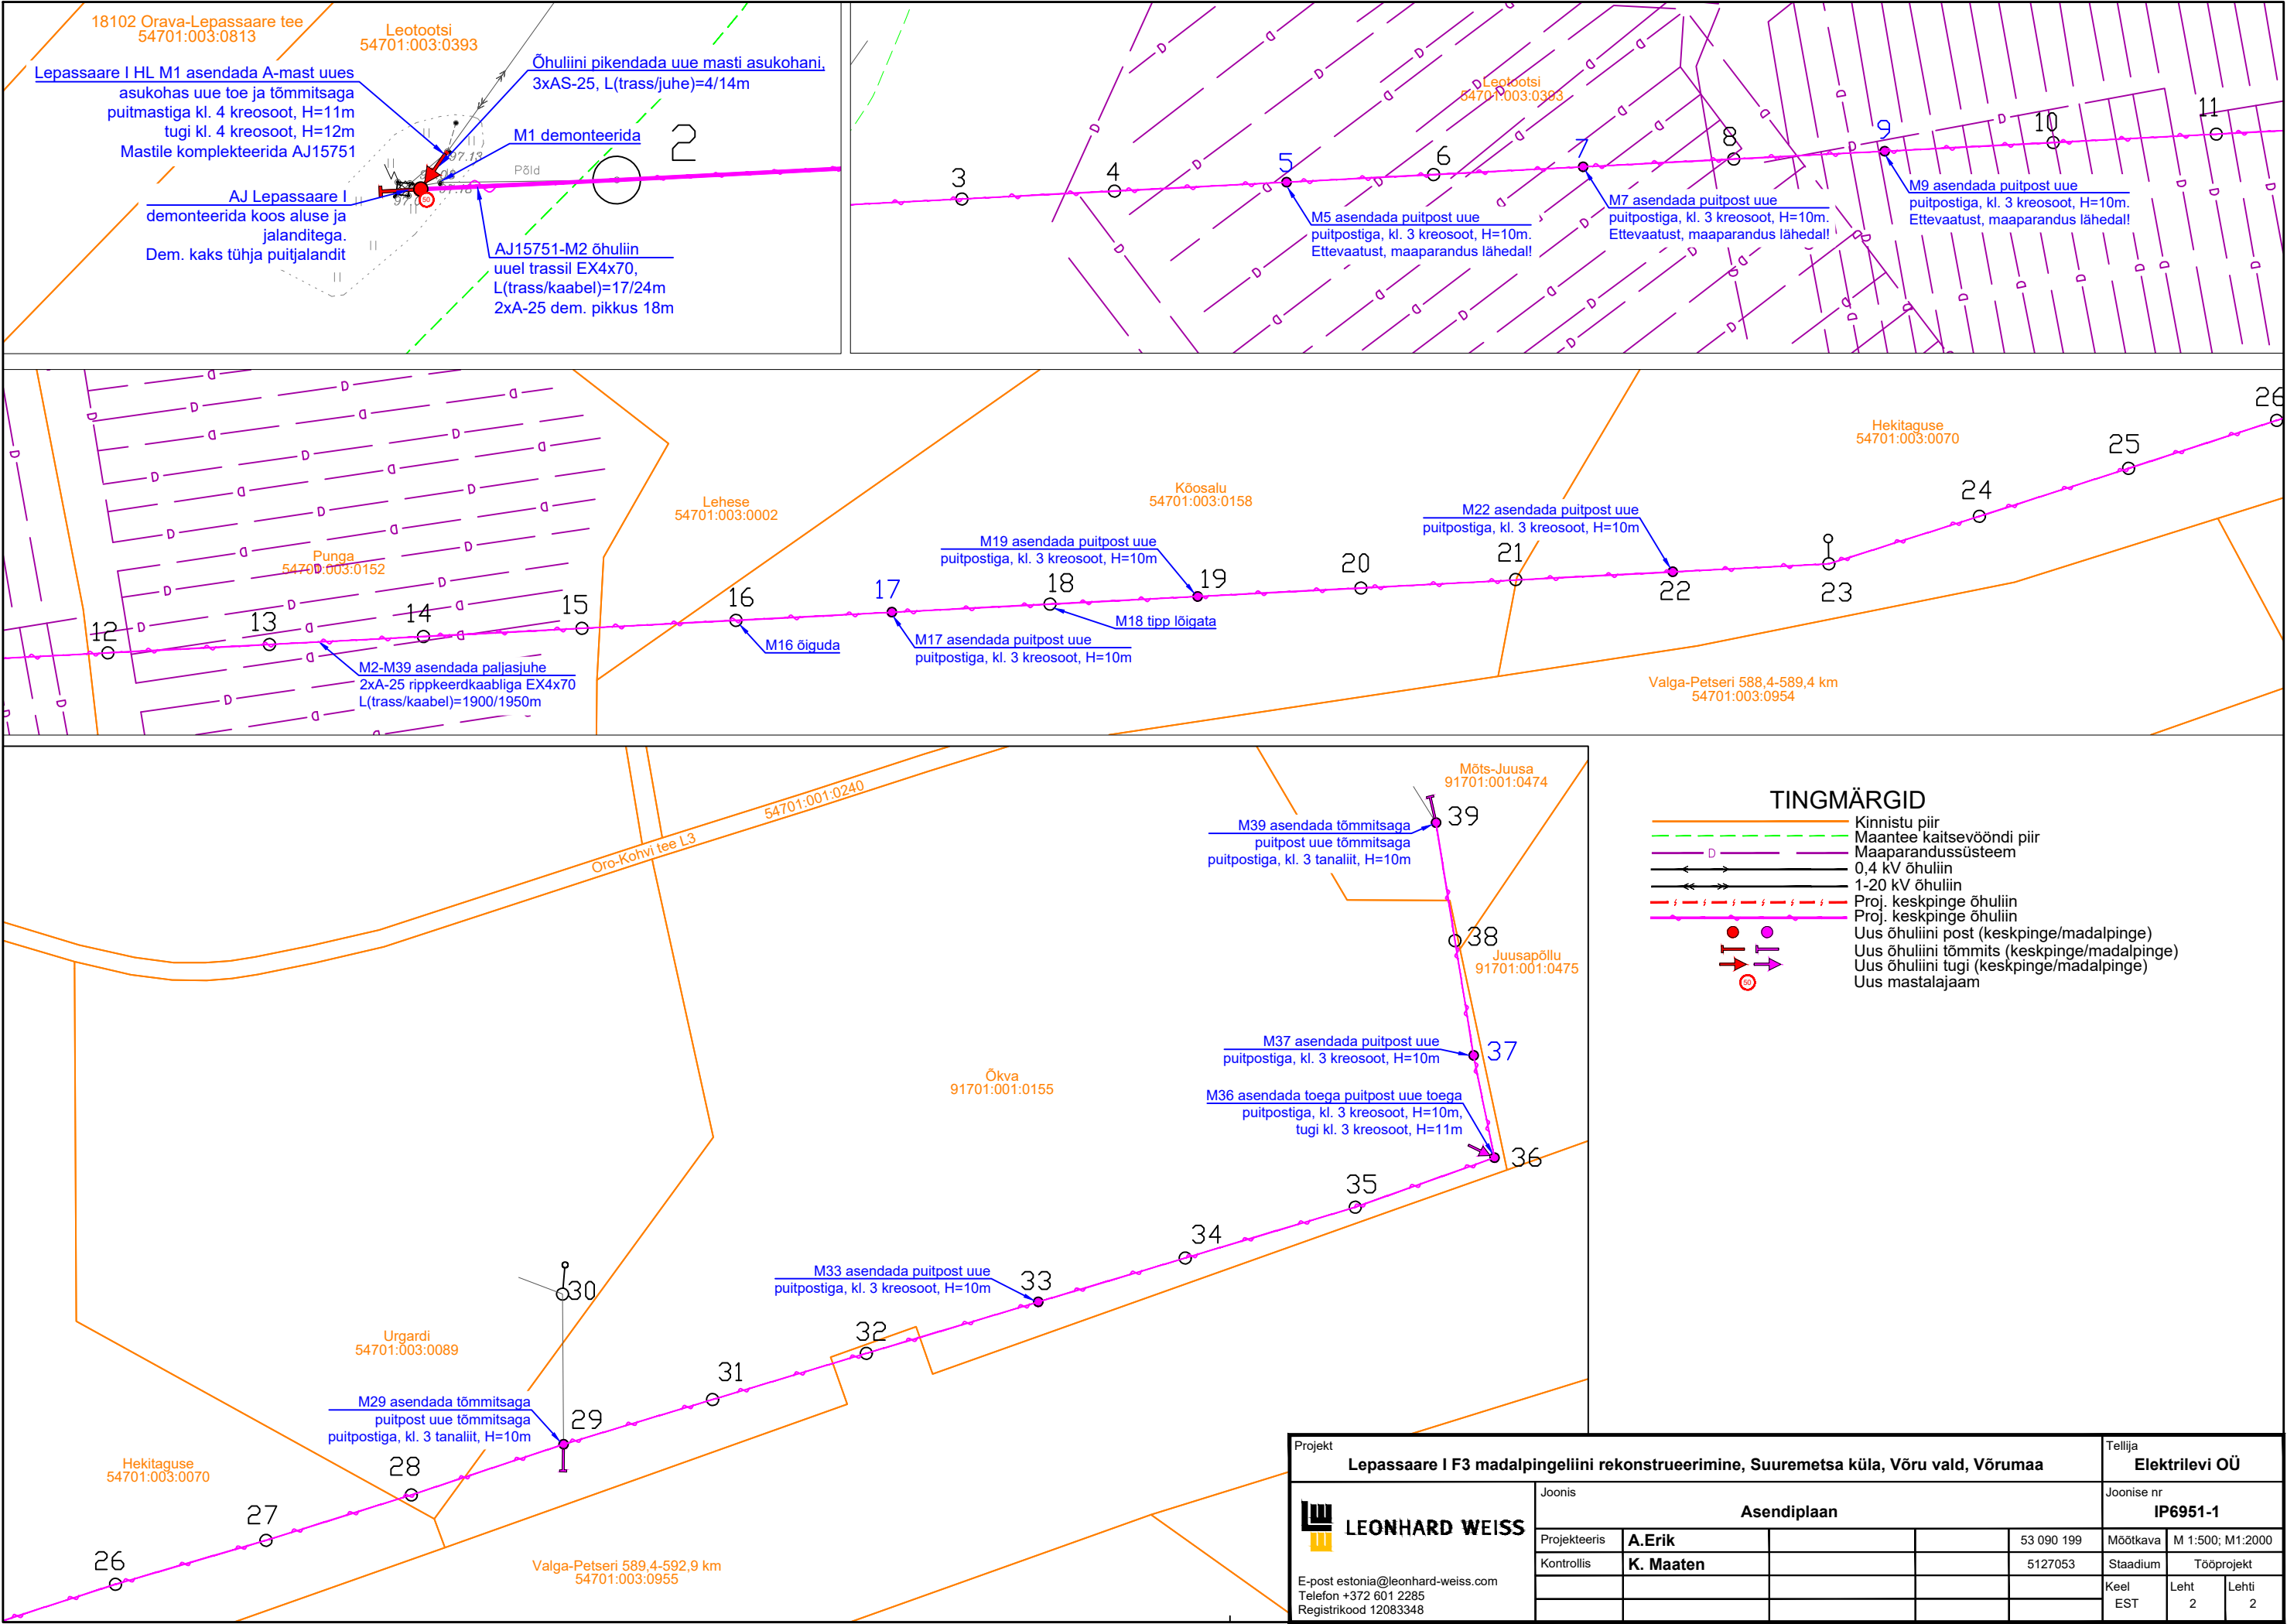 18102 Orava-Lepassaare tee
54701:003:0813
Leotootsi
54701:003:0393
Lepassaare I HL M1 asendada A-mast uues
asukohas uue toe ja tõmmitsaga
puitmastiga kl. 4 kreosoot, H=11m
tugi kl. 4 kreosoot, H=12m
Mastile komplekteerida AJ15751
Õhuliini pikendada uue masti asukohani,
3xAS-25, L(trass/juhe)=4/14m
M1 demonteerida
2
97.13
Põld
50
AJ Lepassaare I
demonteerida koos aluse ja
jalanditega.
Dem. kaks tühja puitjalandit
AJ15751-M2 õhuliin
uuel trassil EX4x70,
L(trass/kaabel)=17/24m
2xA-25 dem. pikkus 18m
Leotootsi
54701:003:0393
3
4
5
6
7
8
9
10
11
M5 asendada puitpost uue
puitpostiga, kl. 3 kreosoot, H=10m.
Ettevaatust, maaparandus lähedal!
M7 asendada puitpost uue
puitpostiga, kl. 3 kreosoot, H=10m.
Ettevaatust, maaparandus lähedal!
M9 asendada puitpost uue
puitpostiga, kl. 3 kreosoot, H=10m.
Ettevaatust, maaparandus lähedal!
Punga
54701:003:0152
Lehese
54701:003:0002
Kõosalu
54701:003:0158
Hekitaguse
54701:003:0070
12
13
14
15
16
17
18
19
20
21
22
23
24
25
26
M2-M39 asendada paljasjuhe
2xA-25 rippkeerdkaabliga EX4x70
L(trass/kaabel)=1900/1950m
M16 õiguda
M17 asendada puitpost uue
puitpostiga, kl. 3 kreosoot, H=10m
M18 tipp lõigata
M19 asendada puitpost uue
puitpostiga, kl. 3 kreosoot, H=10m
M22 asendada puitpost uue
puitpostiga, kl. 3 kreosoot, H=10m
Valga-Petseri 588,4-589,4 km
54701:003:0954
Oro-Kohvi tee L3
54701:001:0240
Mõts-Juusa
91701:001:0474
M39 asendada tõmmitsaga
puitpost uue tõmmitsaga
puitpostiga, kl. 3 tanaliit, H=10m
39
38
Juusapõllu
91701:001:0475
M37 asendada puitpost uue
puitpostiga, kl. 3 kreosoot, H=10m
37
Õkva
91701:001:0155
M36 asendada toega puitpost uue toega
puitpostiga, kl. 3 kreosoot, H=10m,
tugi kl. 3 kreosoot, H=11m
36
35
34
33
M33 asendada puitpost uue
puitpostiga, kl. 3 kreosoot, H=10m
32
31
30
Urgardi
54701:003:0089
M29 asendada tõmmitsaga
puitpost uue tõmmitsaga
puitpostiga, kl. 3 tanaliit, H=10m
29
28
27
26
Hekitaguse
54701:003:0070
Valga-Petseri 589,4-592,9 km
54701:003:0955
TINGMÄRGID
Kinnistu piir
Maantee kaitsevööndi piir
D Maaparandussüsteem
0,4 kV õhuliin
1-20 kV õhuliin
Proj. keskpinge õhuliin
Proj. keskpinge õhuliin
Uus õhuliini post (keskpinge/madalpinge)
Uus õhuliini tõmmits (keskpinge/madalpinge)
Uus õhuliini tugi (keskpinge/madalpinge)
50 Uus mastalajaam
Projekt
Lepassaare I F3 madalpingeliini rekonstrueerimine, Suuremetsa küla, Võru vald, Võrumaa
Tellija
Elektrilevi OÜ
LEONHARD WEISS
E-post estonia@leonhard-weiss.com
Telefon +372 601 2285
Registrikood 12083348
Joonis
Asendiplaan
Joonise nr
IP6951-1
Projekteeris A.Erik 53 090 199 Mõõtkava M 1:500; M1:2000
Kontrollis K. Maaten 5127053 Staadium Tööprojekt
Keel Leht Lehti
EST 2 2